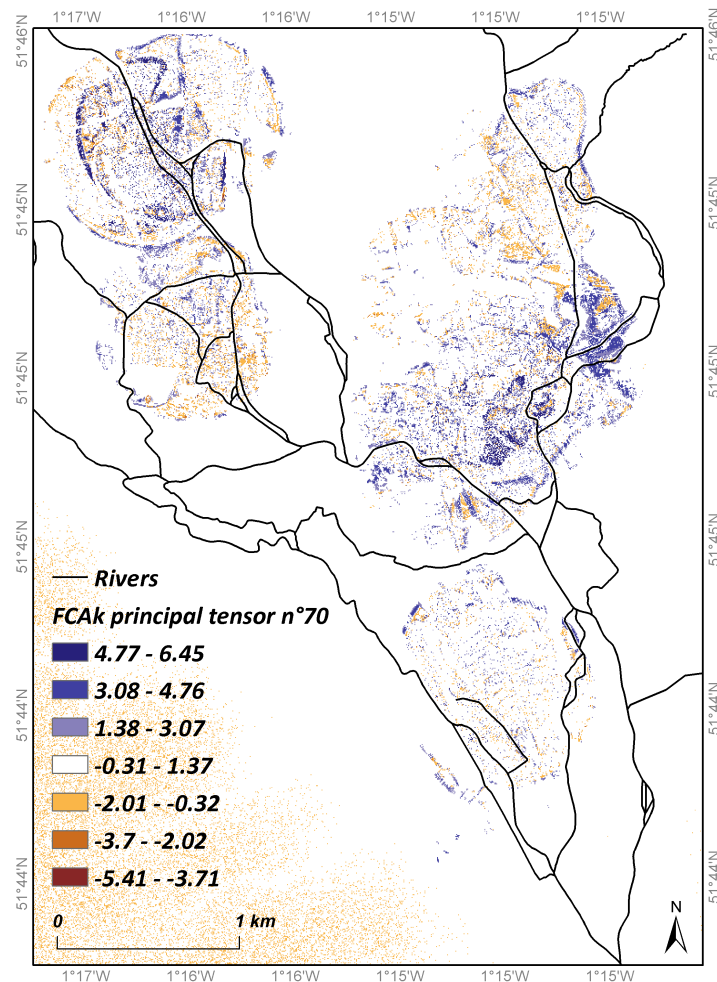 1°17'W 1°16'W 1°16'W 1°15'W 1°15'W 1°15'W
51°46'N 51°46'N
51°45'N 51°45'N
51°45'N 51°45'N
51°45'N 51°45'N
Rivers
FCAk principal tensor n°70
4.77 - 6.45
3.08 - 4.76
1.38 - 3.07
51°44'N 51°44'N
-0.31 - 1.37
-2.01 - -0.32
-3.7 - -2.02
-5.41 - -3.71
51°44'N 51°44'N
0 1 km
N
1°17'W 1°16'W 1°16'W 1°15'W 1°15'W 1°15'W